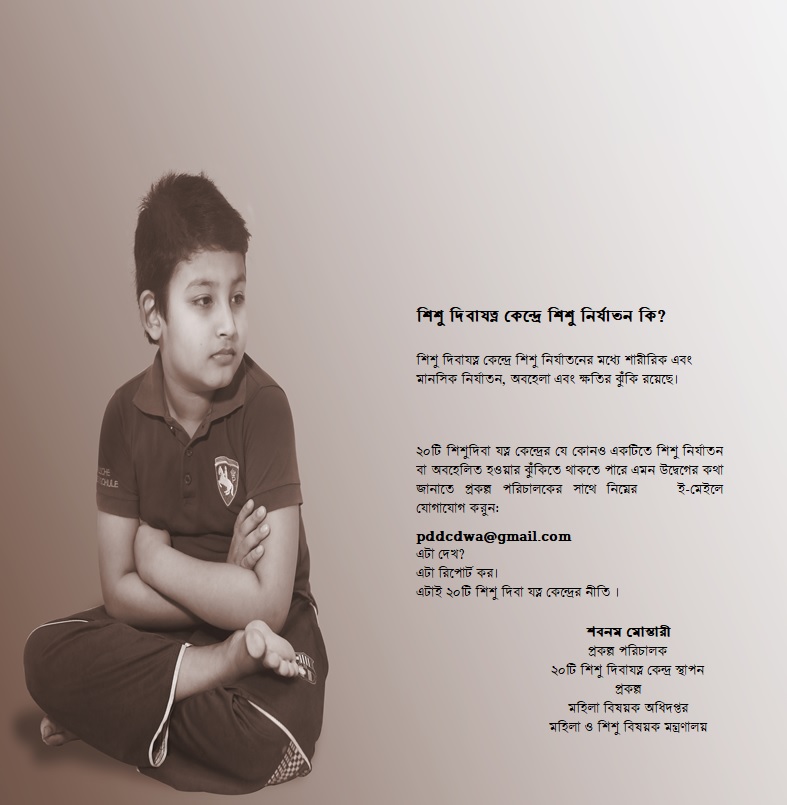 শিশু দিবাযত্ন কেন্দ্রে শিশু নির্যাতন কি?
শিশু দিবাযত্ন কেন্দ্রে শিশু নির্যাতনের মধ্যে শারীরিক এবং
মানসিক নির্যাতন, অবহেলা এবং ক্ষতির ঝুঁকি রয়েছে।
২০টি শিশুদিবা যত্ন কেন্দ্রের যে কোনও একটিতে শিশু নির্যাতন
বা অবহেলিত হওয়ার ঝুঁকিতে থাকতে পারে এমন উদ্বেগের কথা
জানাতে প্রকল্প পরিচালকের সাথে নিম্নের ই-মেইলে
যোগাযোগ করুন:
pddcdwa@gmail.com
এটা দেখ?
এটা রিপোর্ট কর।
এটাই ২০টি শিশু দিবা যত্ন কেন্দ্রের নীতি ।
শবনম মোস্তারী
প্রকল্প পরিচালক
২০টি শিশু দিবাযত্ন কেন্দ্র স্থাপন
প্রকল্প
মহিলা বিষয়ক অধিদপ্তর
মহিলা ও শিশু বিষয়ক মন্ত্রণালয়